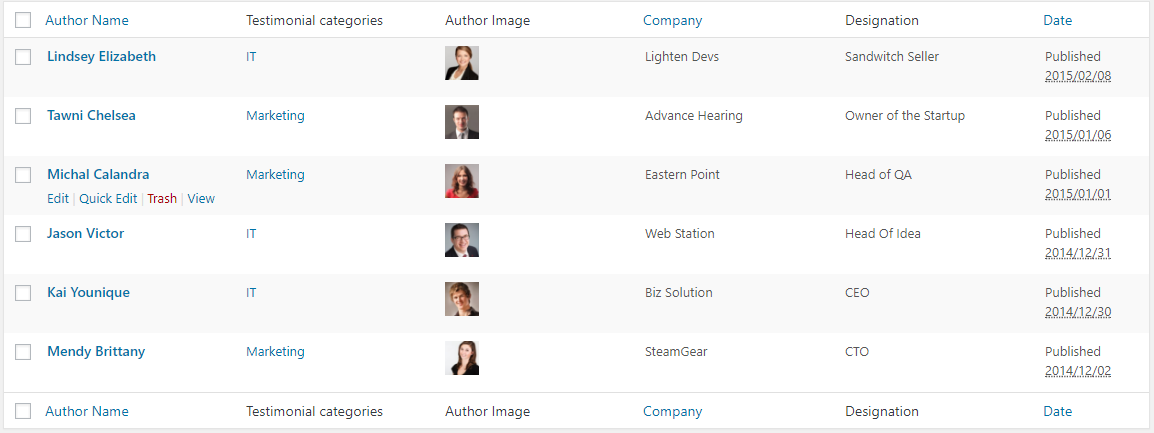 Author Name Testimonial categories Author Image Company Designation Date
Lindsey Elizabeth IT Lighten Devs Sandwitch Seller Published
2015/02/08
Tawni Chelsea Marketing Advance Hearing Owner of the Startup Published
2015/01/06
Michal Calandra Marketing Eastern Point Head of QA Published
Edit | Quick Edit | Trash | View 2015/01/01
Jason Victor IT Web Station Head Of Idea Published
2014/12/31
Kai Younique IT Biz Solution CEO Published
2014/12/30
Mendy Brittany Marketing SteamGear CTO Published
2014/12/02
Author Name Testimonial categories Author Image Company Designation Date